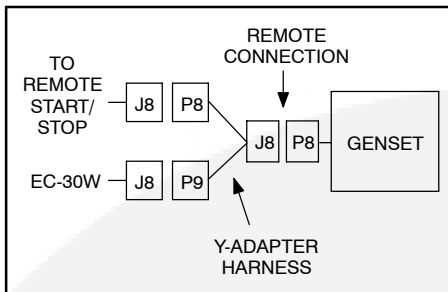 REMOTE
CONNECTION
TO
REMOTE
START/
STOP
J8
P8
J8
P8
GENSET
EC-30W
J8
P9
Y-ADAPTER
HARNESS